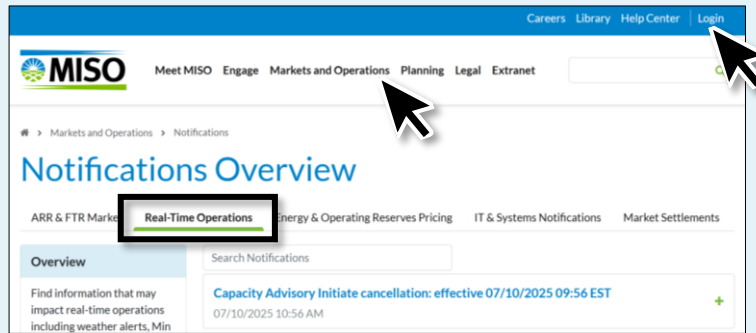 Careers Library Help Center Login
MISO Meet MISO Engage Markets and Operations Planning Legal Extranet
Markets and Operations > Notifications
Notifications Overview
ARR & FTR Marke Real-Time Operations Energy & Operating Reserves Pricing IT & Systems Notifications Market Settlements
Overview
Search Notifications
Find information that may
impact real-time operations
including weather alerts, Min
Capacity Advisory Initiate cancellation: effective 07/10/2025 09:56 EST
07/10/2025 10:56 AM